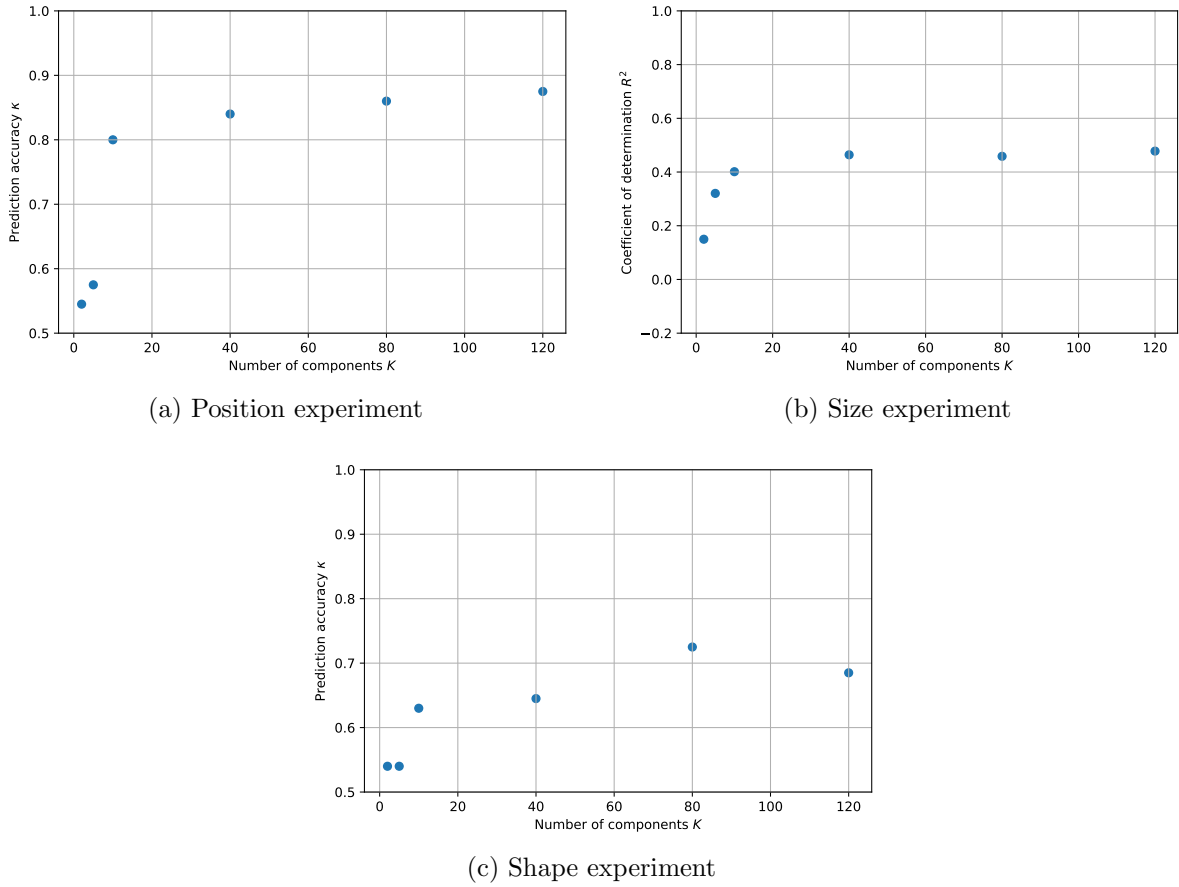 1.0
0.9
0.8
0.7
0.6
0.5
0 20 40 60 80 100 120
Prediction accuracy κ
Number of components K
(a) Position experiment
1.0
0.8
0.6
0.4
0.2
0.0
−0.2
0 20 40 60 80 100 120
Coefficient of determination R²
Number of components K
(b) Size experiment
1.0
0.9
0.8
0.7
0.6
0.5
0 20 40 60 80 100 120
Prediction accuracy κ
Number of components K
(c) Shape experiment